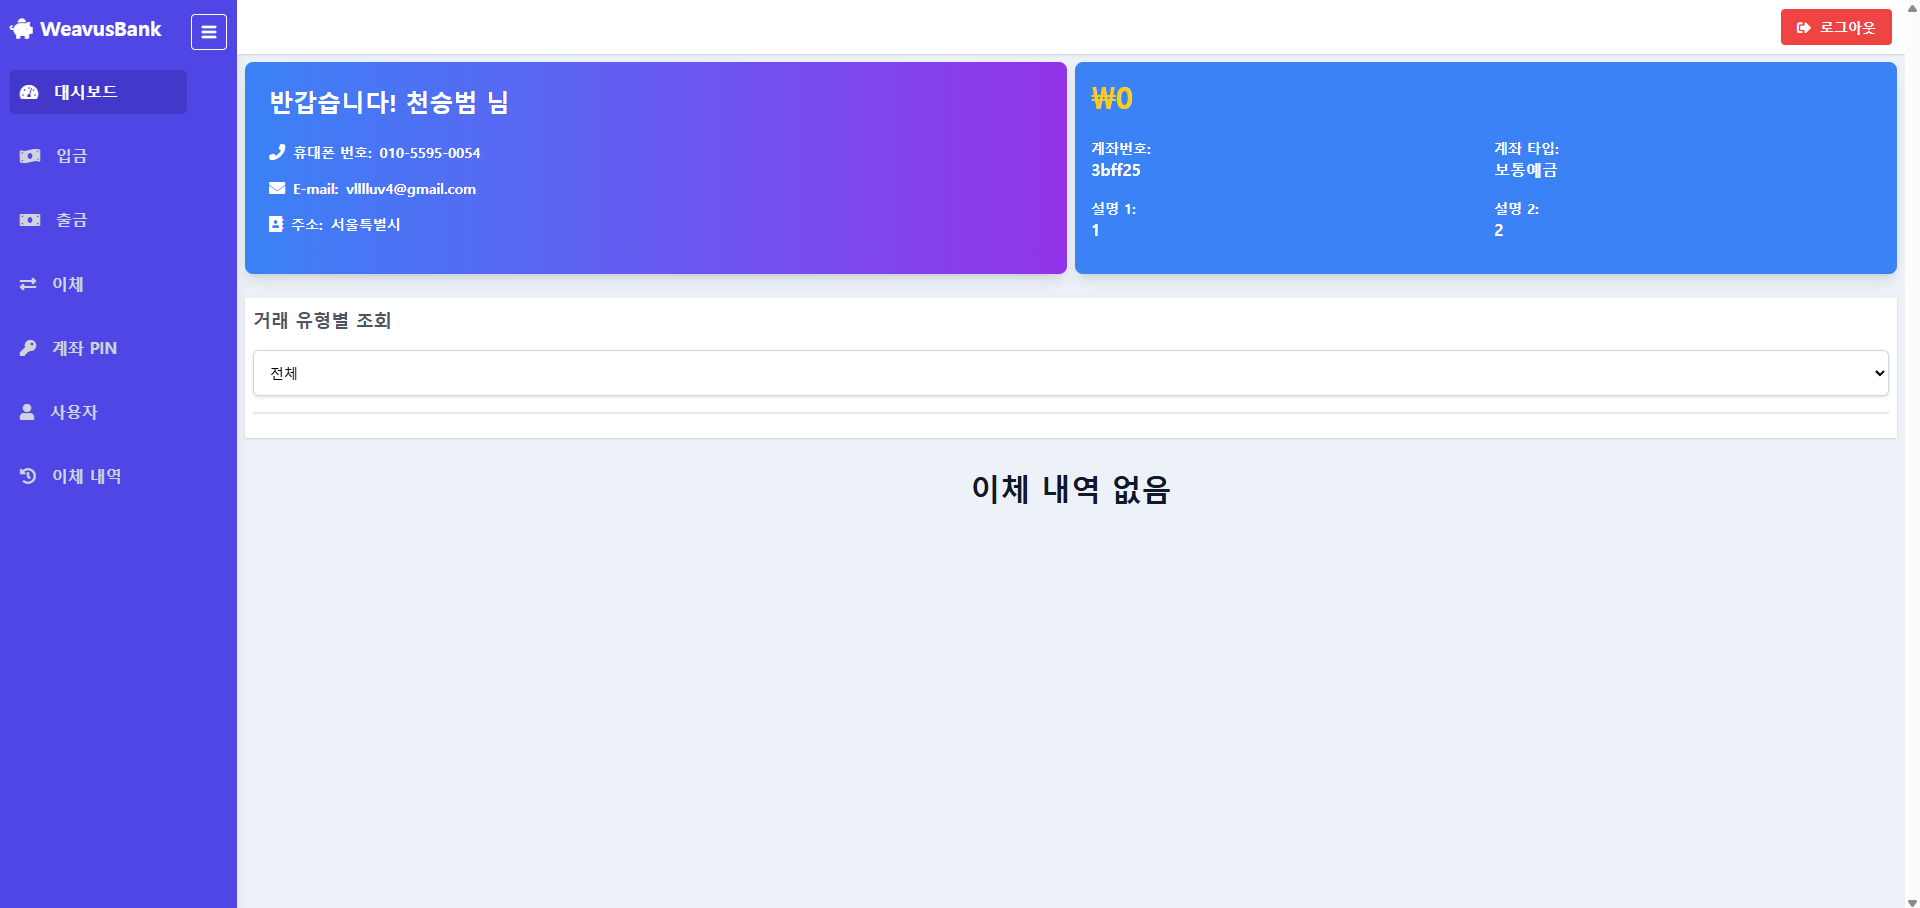 WeavusBank
로그아웃
대시보드
입금
출금
이체
계좌 PIN
사용자
이체 내역
반갑습니다! 천승범 님
휴대폰 번호: 010-5595-0054
E-mail: vlllluv4@gmail.com
주소: 서울특별시
₩0
계좌번호:
3bff25
계좌 타입:
보통예금
설명 1:
1
설명 2:
2
거래 유형별 조회
전체
이체 내역 없음